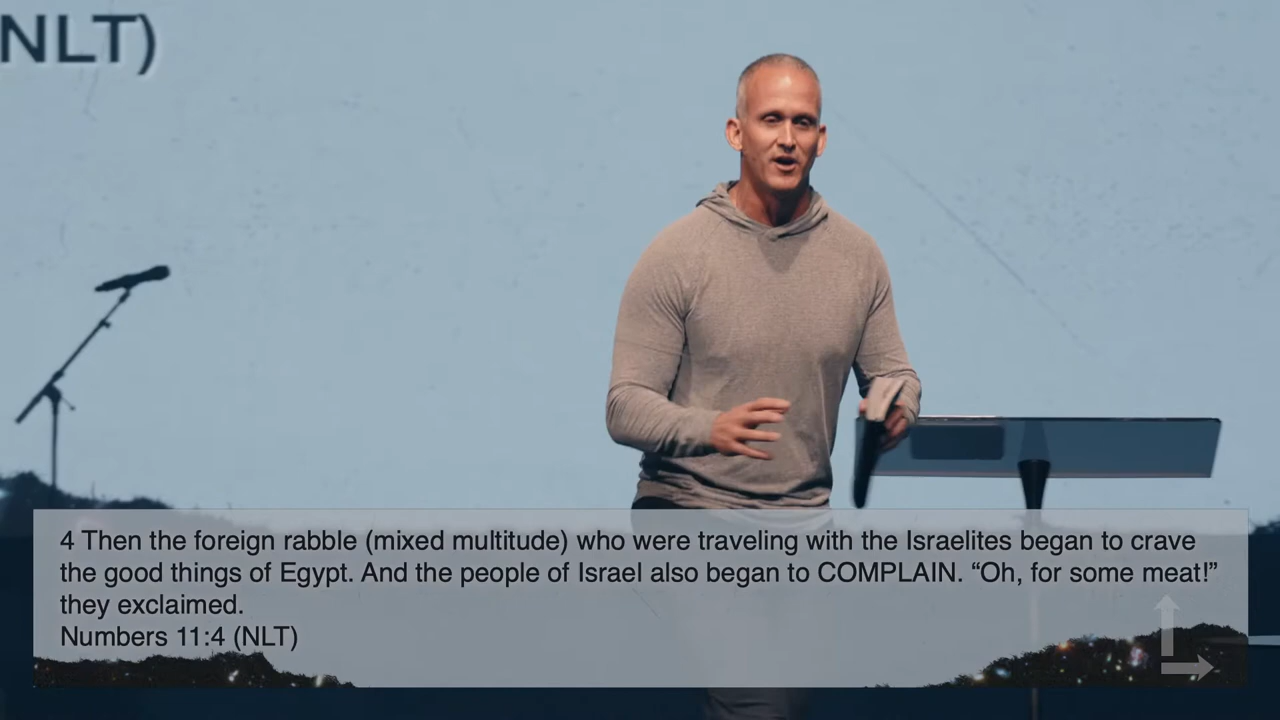 NLT)
4 Then the foreign rabble (mixed multitude) who were traveling with the Israelites began to crave
the good things of Egypt. And the people of Israel also began to COMPLAIN. “Oh, for some meat!”
they exclaimed.
Numbers 11:4 (NLT)